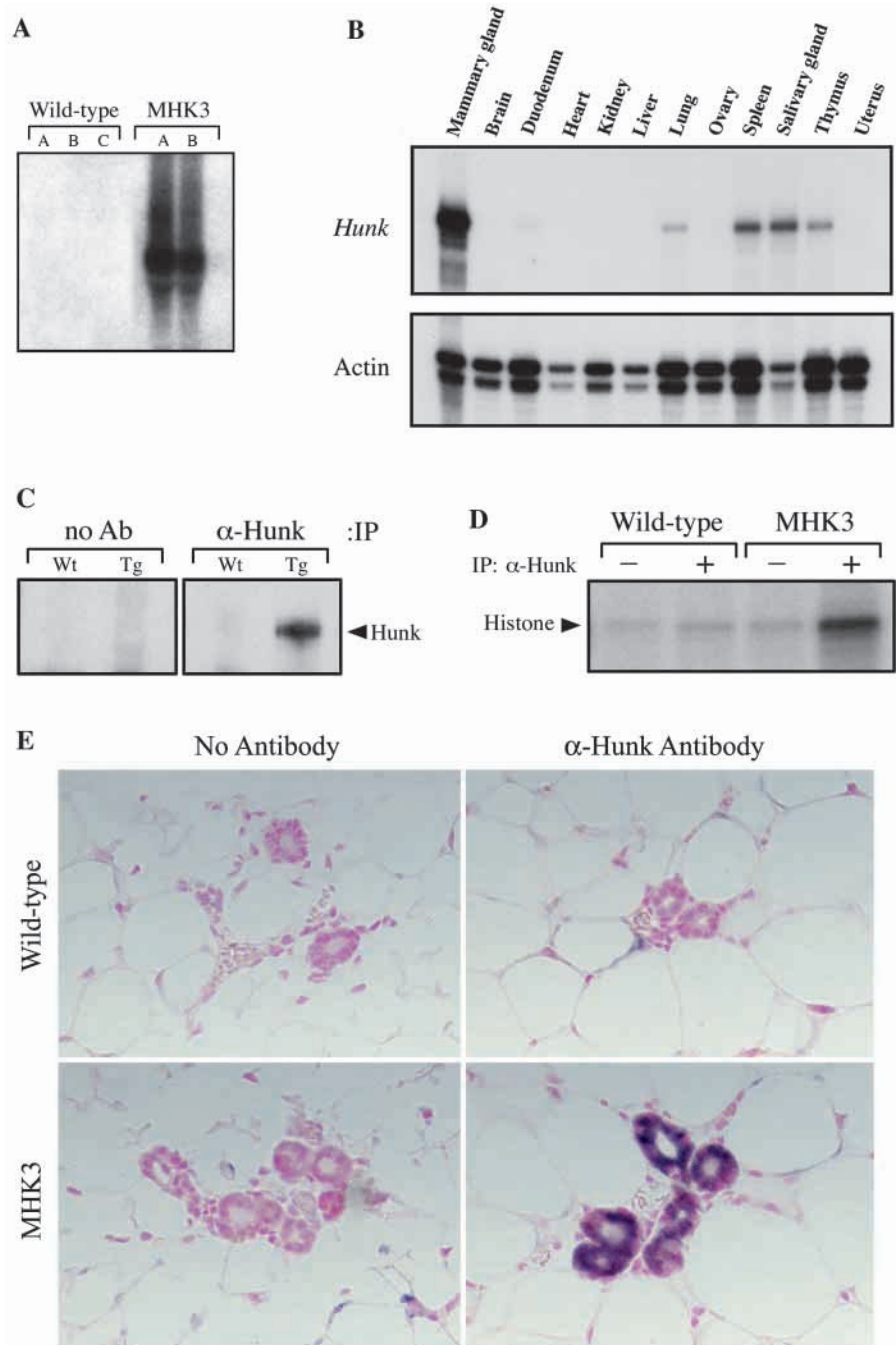 A
Wild-type MHK3
A B C A B
B
Mammary gland
Brain
Duodenum
Heart
Kidney
Liver
Lung
Ovary
Spleen
Salivary gland
Thymus
Uterus
Hunk
Actin
C
no Ab α-Hunk :IP
Wt Tg Wt Tg
Hunk
D
Wild-type MHK3
IP: α-Hunk − + − +
Histone
E
No Antibody α-Hunk Antibody
Wild-type
MHK3